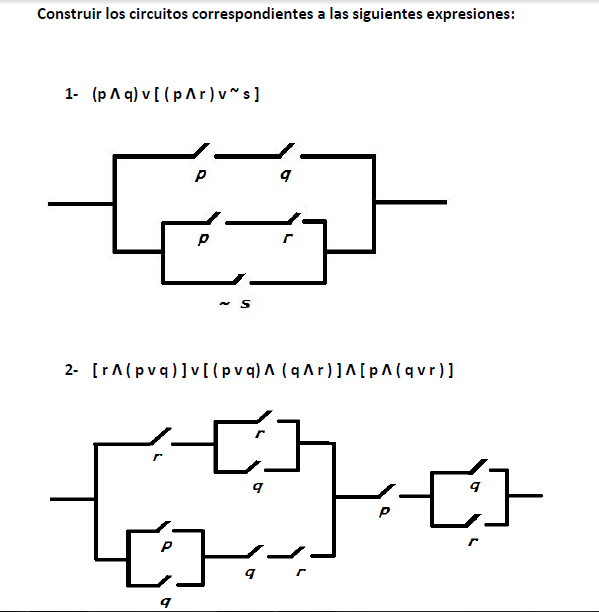 Construir los circuitos correspondientes a las siguientes expresiones:
1- (p Λ q) v [ ( p Λ r ) v ~ s ]
p q
p r
~ s
2- [ r Λ ( p v q ) ] v [ ( p v q) Λ ( q Λ r ) ] Λ [ p Λ ( q v r ) ]
r
r
q
q
p
p
r
q r
q